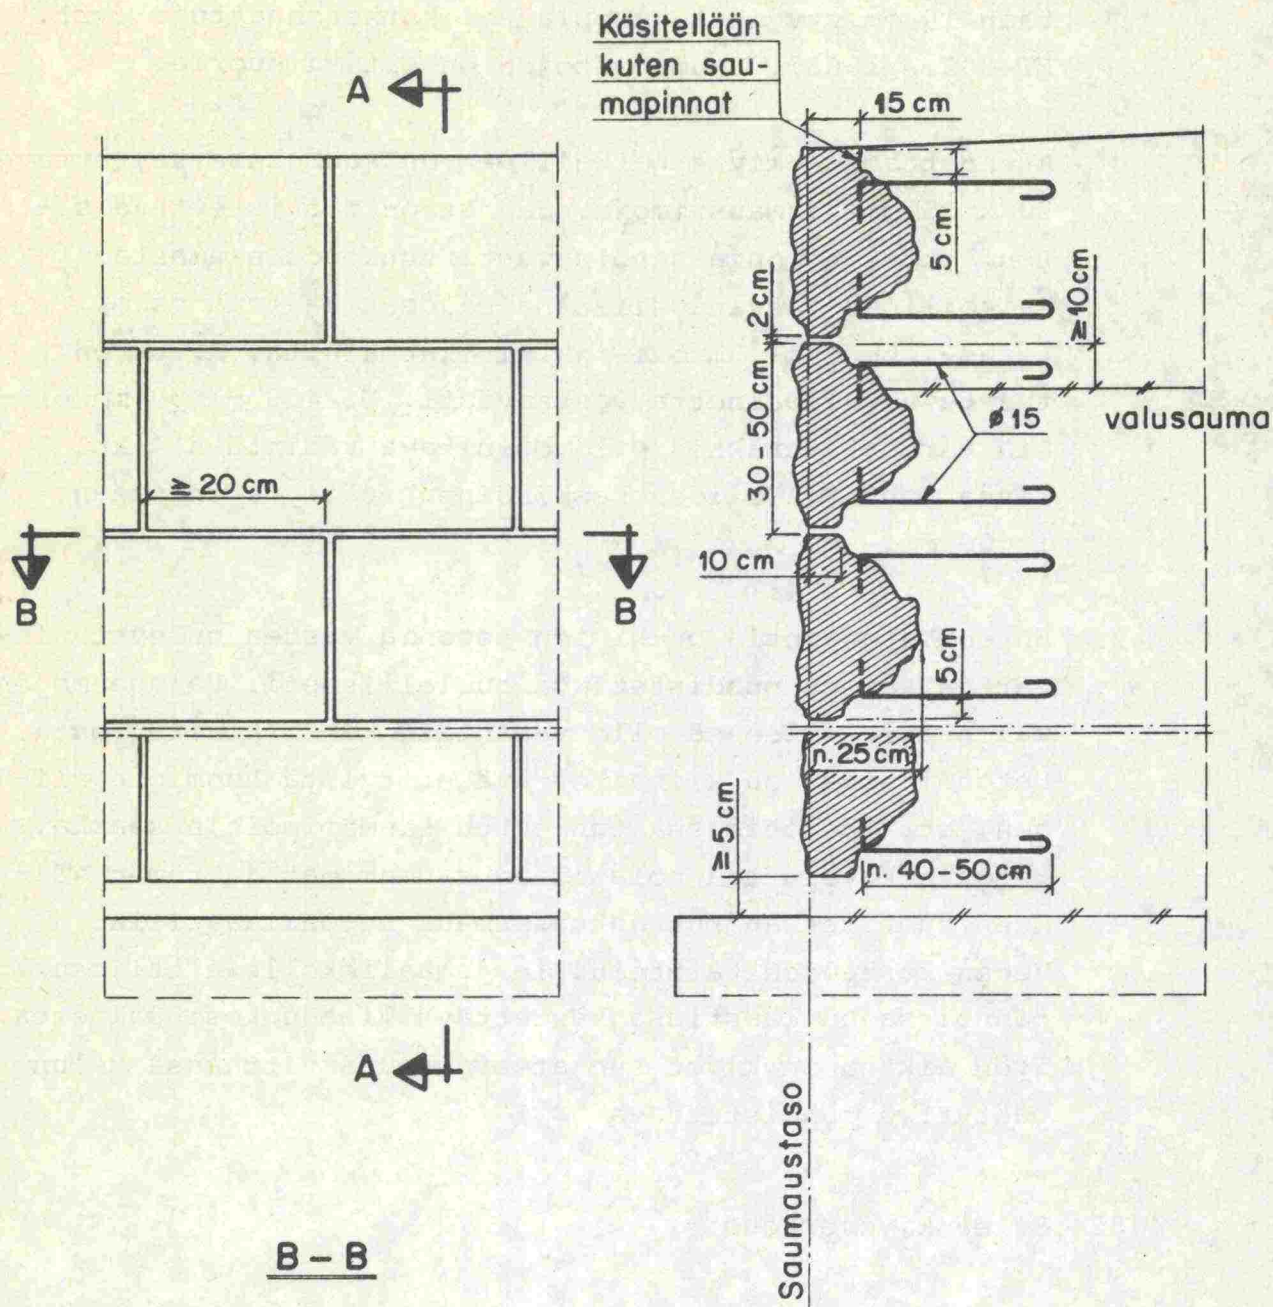 Käsitellään
kuten sau-
mapinnat
A
15 cm
5 cm
2 cm
≥10 cm
30-50 cm
ø 15
valusauma
≥ 20 cm
B
B
10 cm
5 cm
n. 25 cm
≥ 5 cm
n. 40-50 cm
A
Saumaustaso
B - B